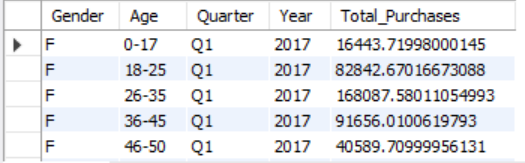 Gender Age Quarter Year Total_Purchases
F 0-17 Q1 2017 16443.71998000145
F 18-25 Q1 2017 82842.67016673088
F 26-35 Q1 2017 168087.58011054993
F 36-45 Q1 2017 91656.0100619793
F 46-50 Q1 2017 40589.70999956131